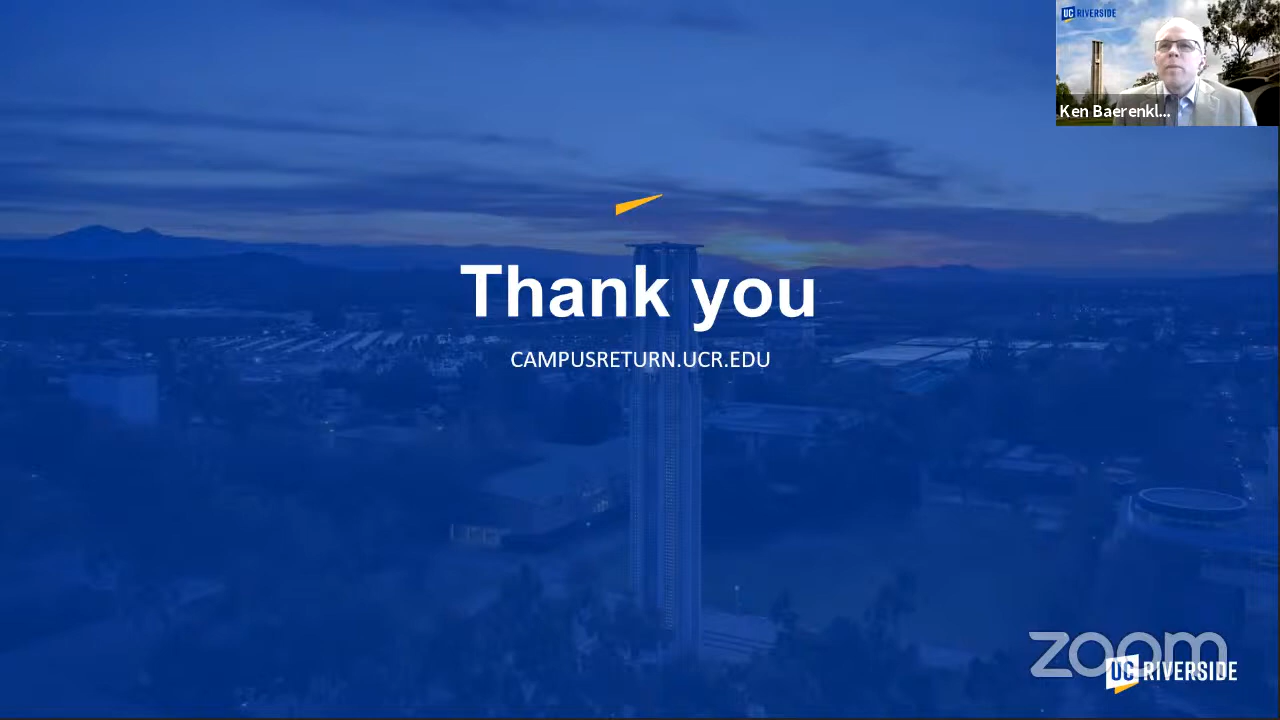 UC RIVERSIDE
Ken Baerenkl...
Thank you
CAMPUSRETURN.UCR.EDU
zoom
UC RIVERSIDE